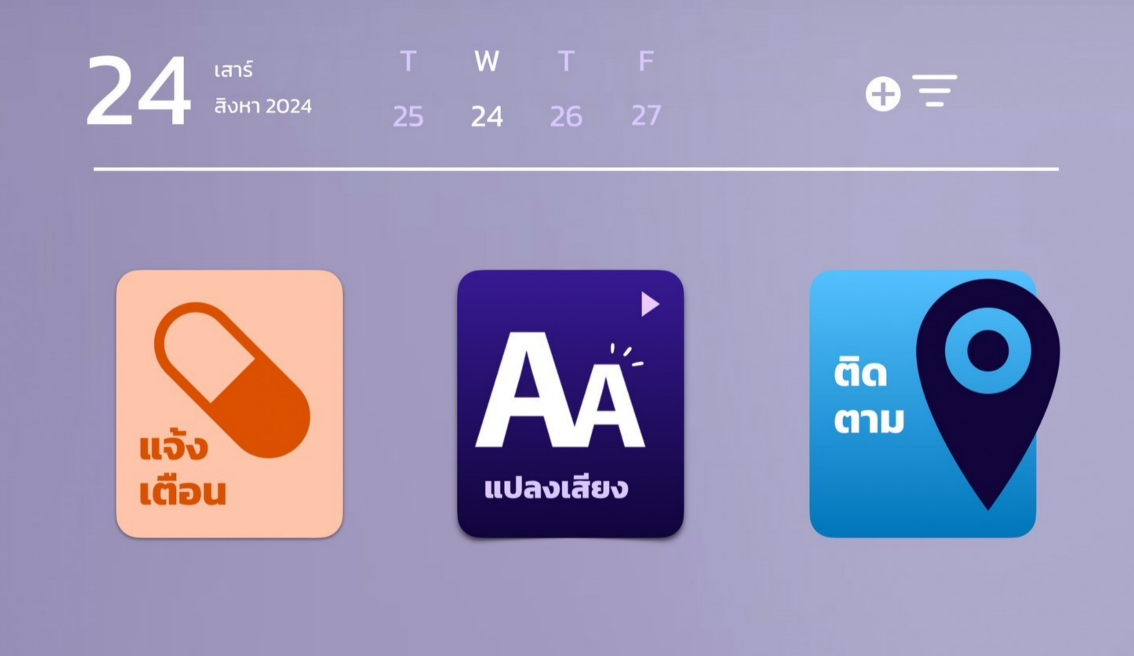 24
เสาร์
สิงหา 2024
T W T F
25 24 26 27
แจ้ง
เตือน
AA
แปลงเสียง
ติด
ตาม